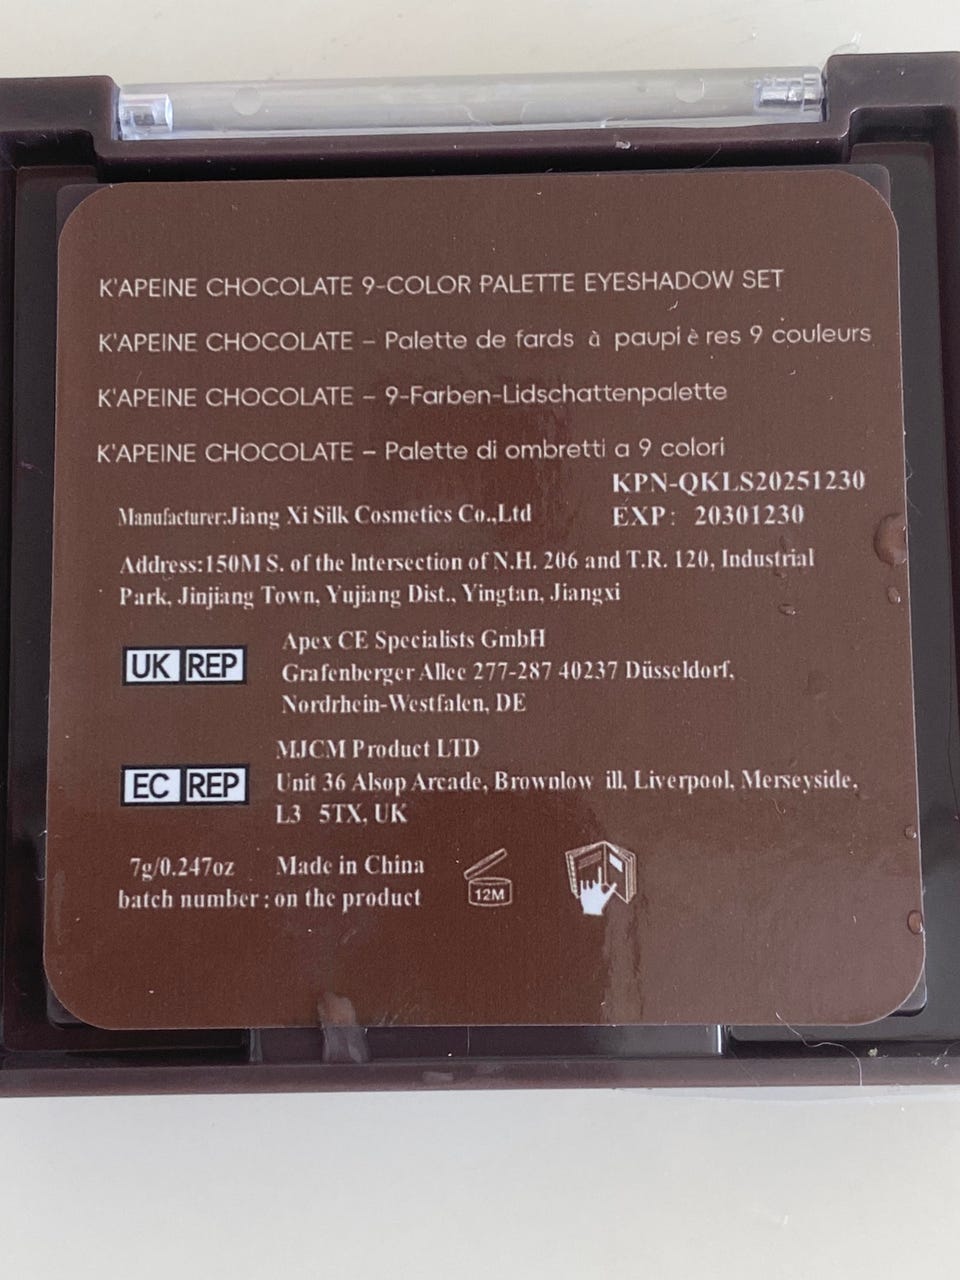 K'APEINE CHOCOLATE 9-COLOR PALETTE EYESHADOW SET
K'APEINE CHOCOLATE – Palette de fards à paupières 9 couleurs
K'APEINE CHOCOLATE – 9-Farben-Lidschattenpalette
K'APEINE CHOCOLATE – Palette di ombretti a 9 colori
KPN-QKLS20251230
Manufacturer:Jiang Xi Silk Cosmetics Co.,Ltd
EXP: 20301230
Address:150M S. of the Intersection of N.H. 206 and T.R. 120, Industrial
Park, Jinjiang Town, Yujiang Dist., Yingtan, Jiangxi
UK REP
Apex CE Specialists GmbH
Grafenberger Allee 277-287 40237 Düsseldorf,
Nordrhein-Westfalen, DE
EC REP
MJCM Product LTD
Unit 36 Alsop Arcade, Brownlow ill, Liverpool, Merseyside,
L3 5TX, UK
7g/0.247oz Made in China
batch number : on the product
12M